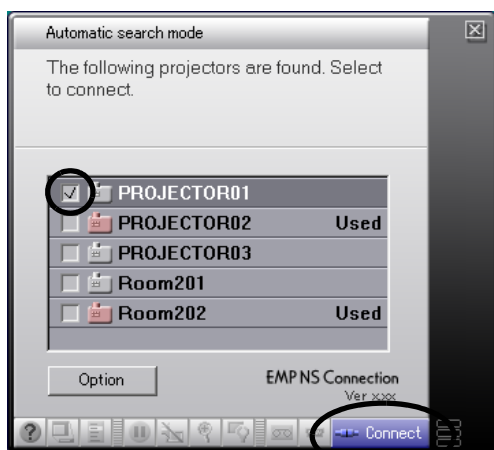 Automatic search mode
The following projectors are found. Select
to connect.
PROJECTOR01
PROJECTOR02 Used
PROJECTOR03
Room201
Room202 Used
Option
EMP NS Connection
Ver xxx
? Connect